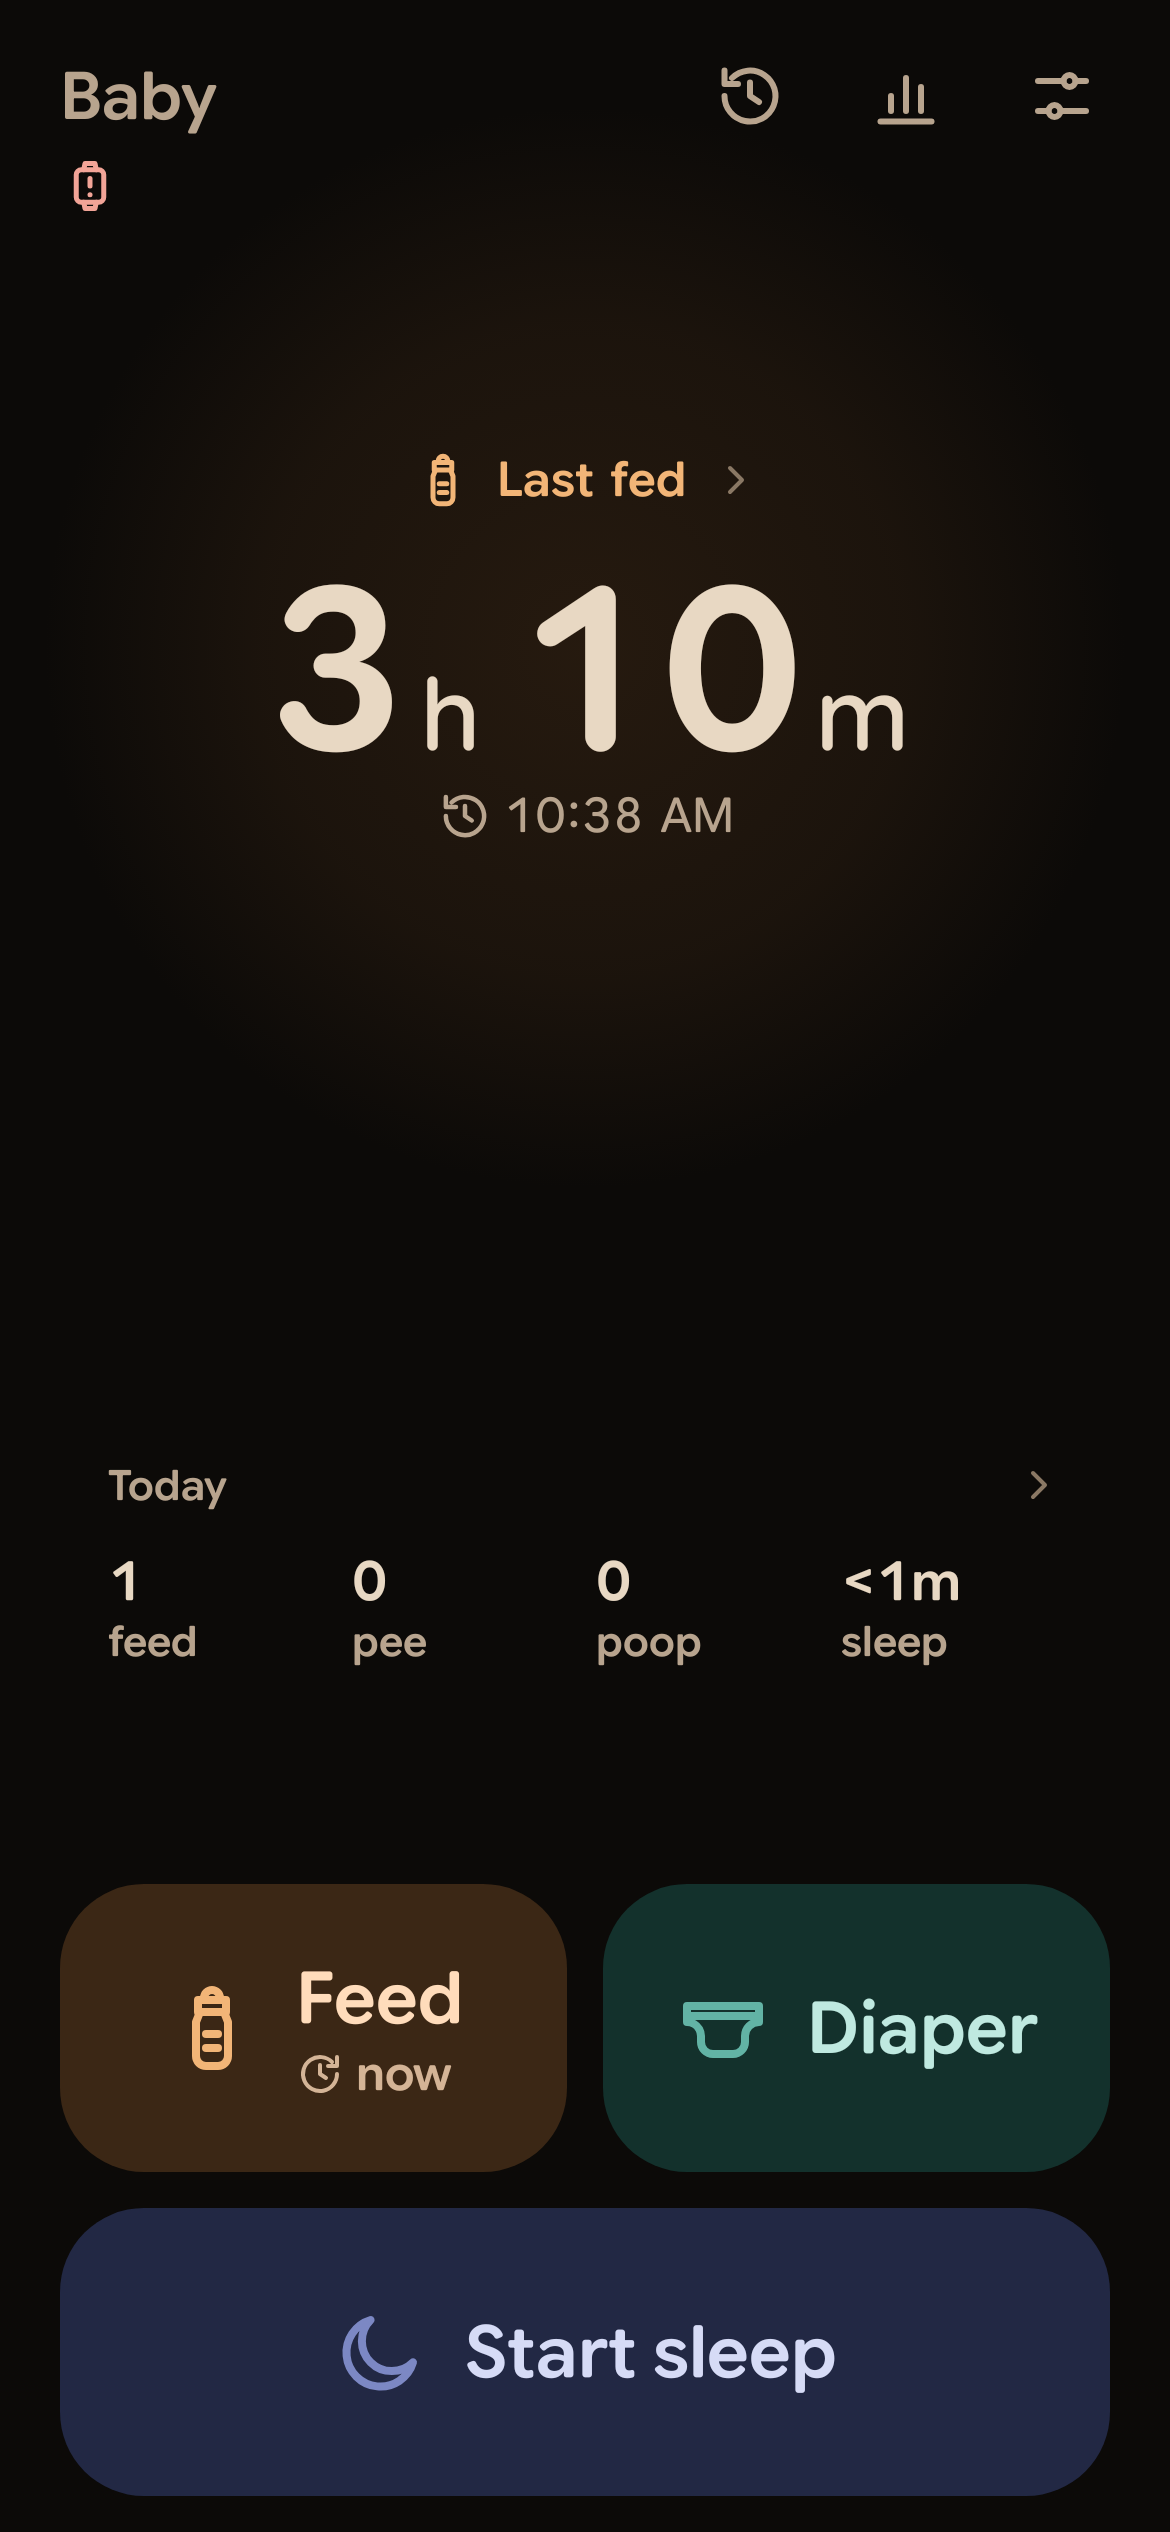 Baby
Last fed
3h 10m
10:38 AM
Today
1 0 0 <1m
feed pee poop sleep
Feed
now
Diaper
Start sleep